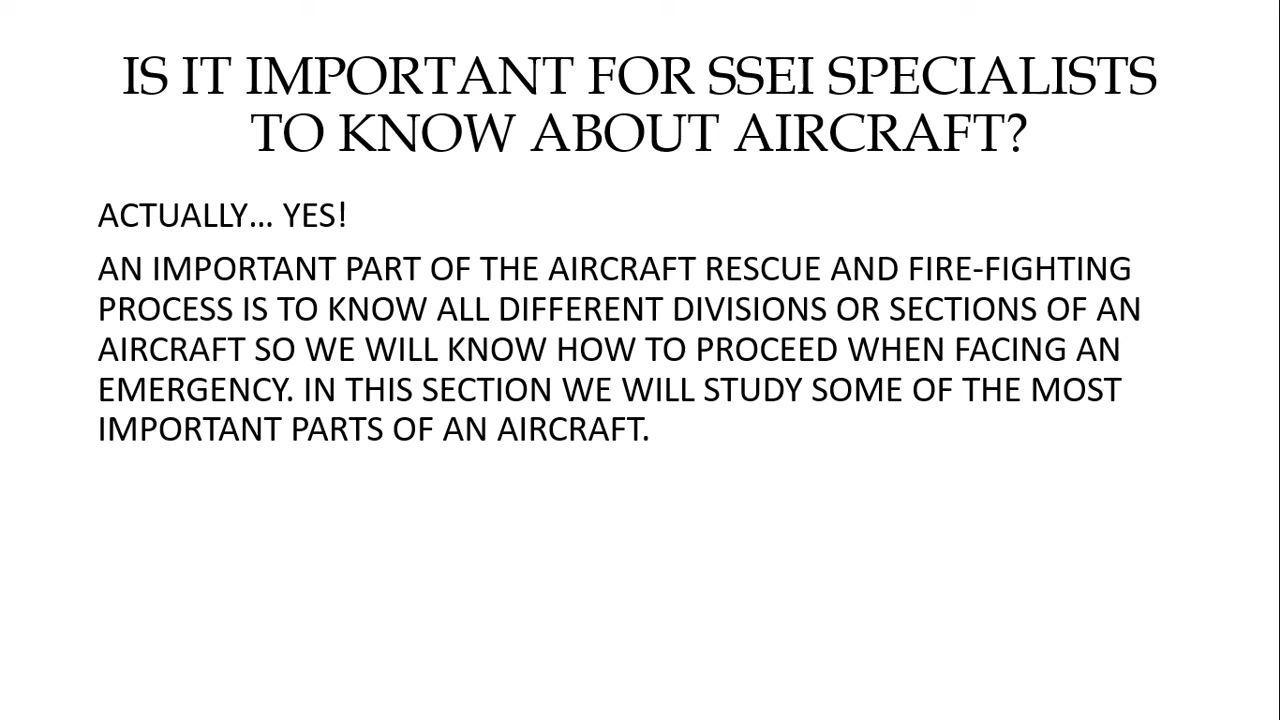 IS IT IMPORTANT FOR SSEI SPECIALISTS
TO KNOW ABOUT AIRCRAFT?
ACTUALLY... YES!
AN IMPORTANT PART OF THE AIRCRAFT RESCUE AND FIRE-FIGHTING
PROCESS IS TO KNOW ALL DIFFERENT DIVISIONS OR SECTIONS OF AN
AIRCRAFT SO WE WILL KNOW HOW TO PROCEED WHEN FACING AN
EMERGENCY. IN THIS SECTION WE WILL STUDY SOME OF THE MOST
IMPORTANT PARTS OF AN AIRCRAFT.